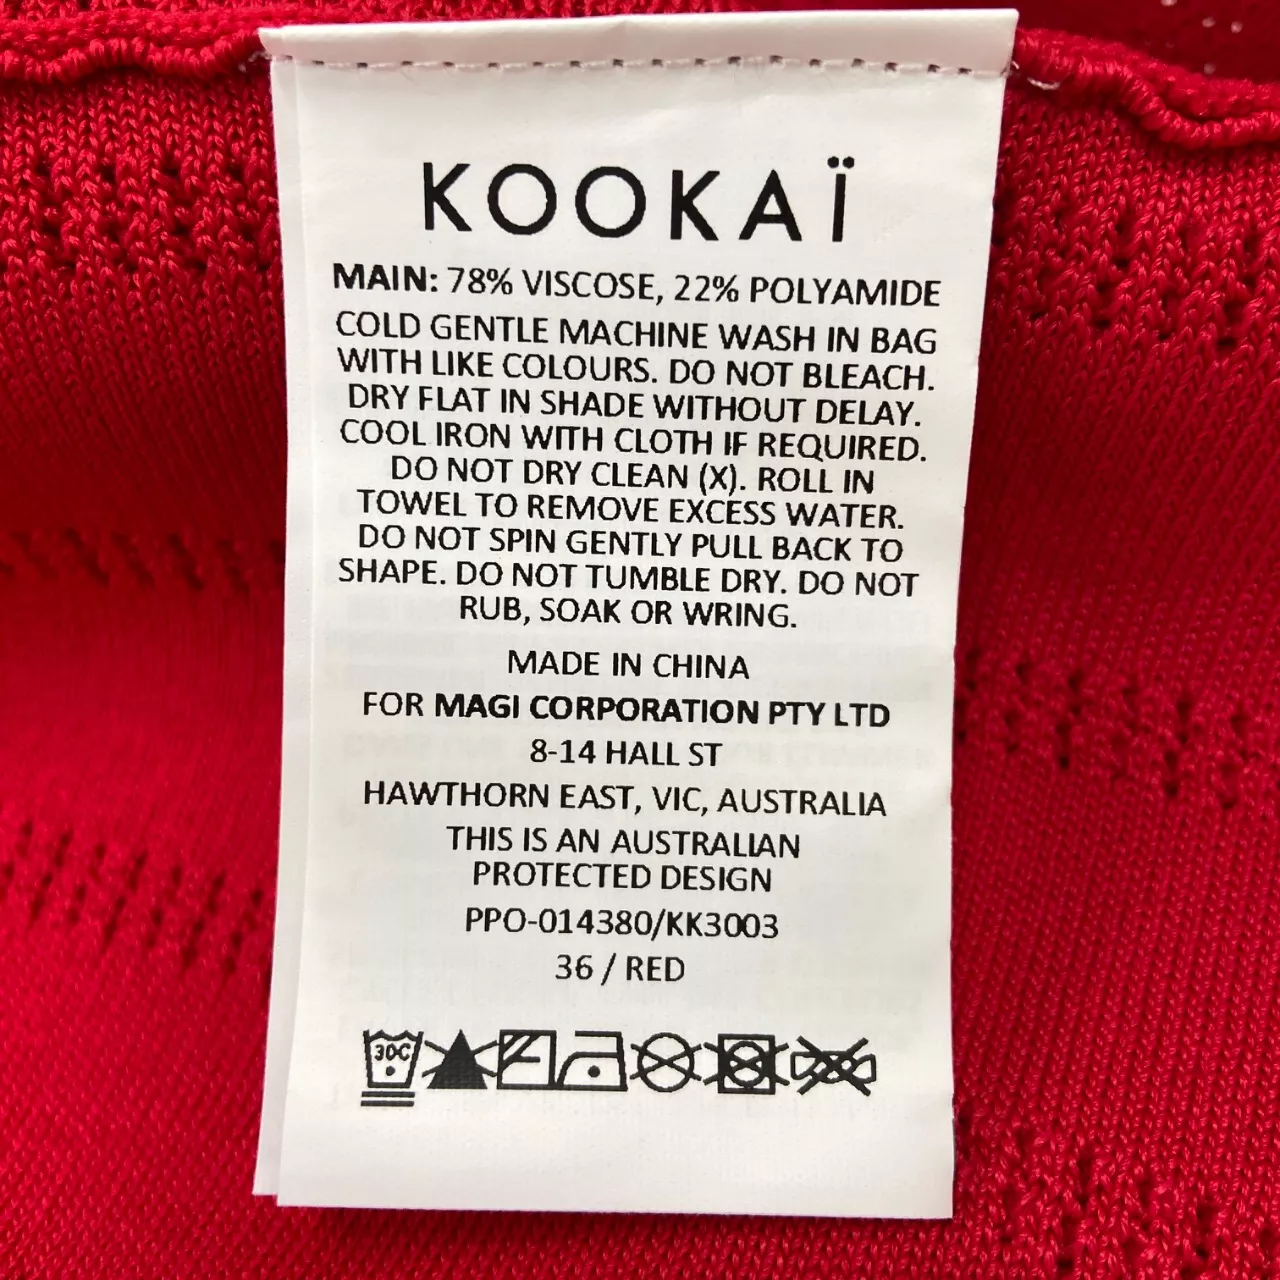 KOOKAÏ
MAIN: 78% VISCOSE, 22% POLYAMIDE
COLD GENTLE MACHINE WASH IN BAG
WITH LIKE COLOURS. DO NOT BLEACH.
DRY FLAT IN SHADE WITHOUT DELAY.
COOL IRON WITH CLOTH IF REQUIRED.
DO NOT DRY CLEAN (X). ROLL IN
TOWEL TO REMOVE EXCESS WATER.
DO NOT SPIN GENTLY PULL BACK TO
SHAPE. DO NOT TUMBLE DRY. DO NOT
RUB, SOAK OR WRING.
MADE IN CHINA
FOR MAGI CORPORATION PTY LTD
8-14 HALL ST
HAWTHORN EAST, VIC, AUSTRALIA
THIS IS AN AUSTRALIAN
PROTECTED DESIGN
PPO-014380/KK3003
36 / RED
30C